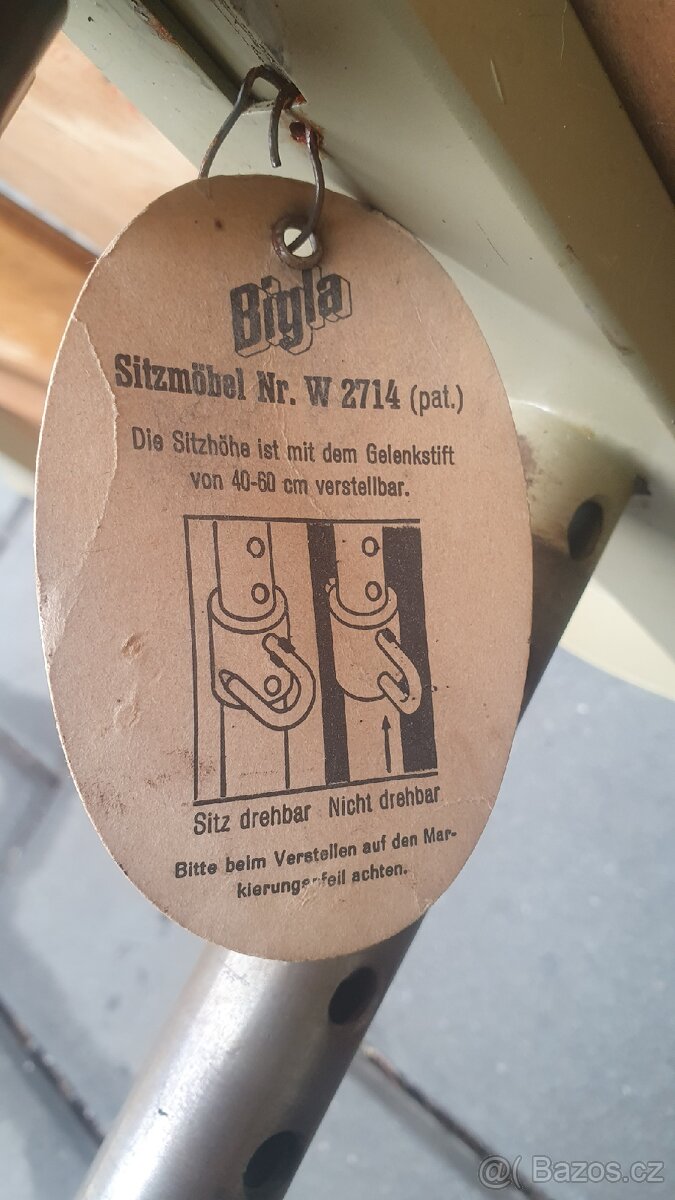 Bigla
Sitzmöbel Nr. W 2714 (pat.)
Die Sitzhöhe ist mit dem Gelenkstift
von 40-60 cm verstellbar.
Sitz drehbar Nicht drehbar
Bitte beim Verstellen auf den Mar-
kierungspfeil achten.
@( Bazos.cz